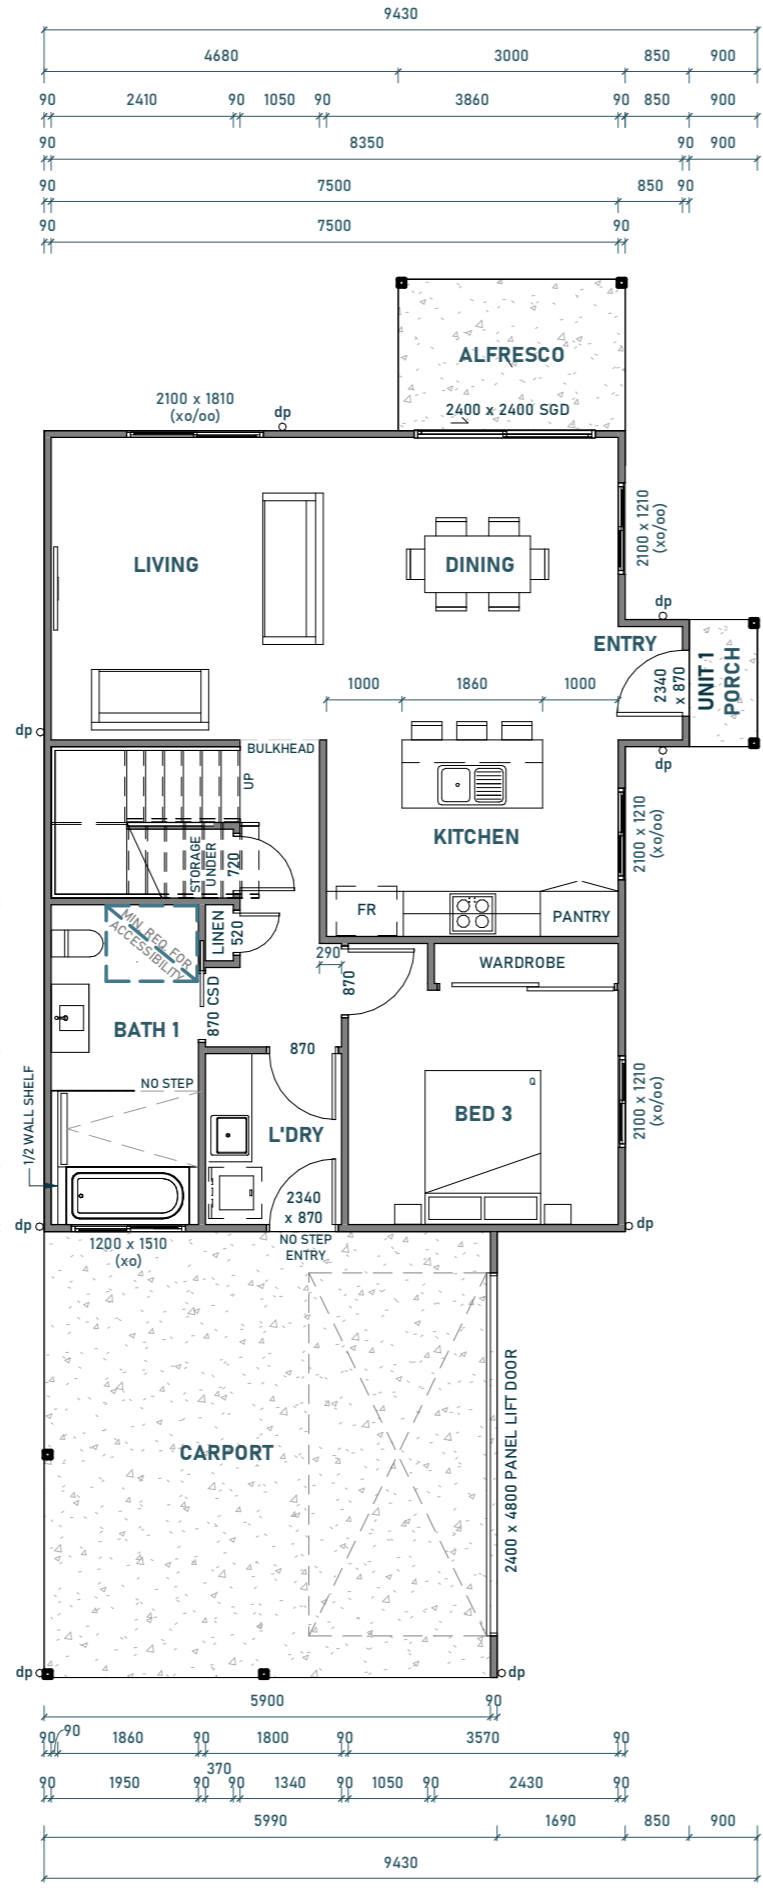 9430
4680 3000 850 900
90 2410 90 1050 90 3860 90 850 900
90 8350 90 900
90 7500 850 90
90 7500 90
ALFRESCO
2100 x 1810
(xo/oo)
dp
2400 x 2400 SGD
2100 x 1210
(xo/oo)
LIVING
DINING
dp
ENTRY
2340
x 870
UNIT 1
PORCH
1000 1860 1000
dp
BULKHEAD
dp
UP
2100 x 1210
(xo/oo)
KITCHEN
STORAGE
UNDER
720
FR
PANTRY
LINEN
520
MIN. REQ. FOR
ACCESSIBILITY
290
870
WARDROBE
870 CSD
BATH 1
870
NO STEP
1/2 WALL SHELF
L'DRY
BED 3
Q
2100 x 1210
(xo/oo)
2340
x 870
dp
dp
1200 x 1510
(xo)
NO STEP
ENTRY
2400 x 4800 PANEL LIFT DOOR
CARPORT
dp
dp
5900 90
90 90 1860 90 1800 90 3570 90
90 1950 90 370 90 1340 90 1050 90 2430 90
5990 1690 850 900
9430